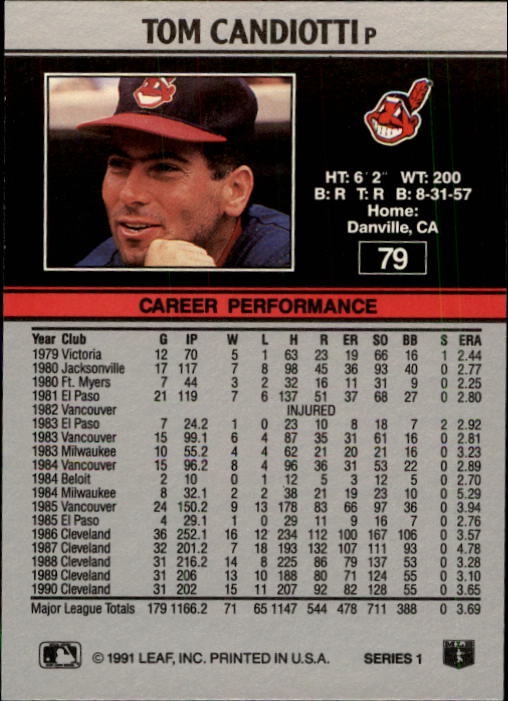 TOM CANDIOTTI P
HT: 6' 2" WT: 200
B: R T: R B: 8-31-57
Home:
Danville, CA
79
CAREER PERFORMANCE
Year Club G IP W L H R ER SO BB S ERA
1979 Victoria 12 70 5 1 63 23 19 66 16 1 2.44
1980 Jacksonville 17 117 7 8 98 45 36 93 40 0 2.77
1980 Ft. Myers 7 44 3 2 32 16 11 31 9 0 2.25
1981 El Paso 21 119 7 6 137 51 37 68 27 0 2.80
1982 Vancouver INJURED
1983 El Paso 7 24.2 1 0 23 10 8 18 7 2 2.92
1983 Vancouver 15 99.1 6 4 87 35 31 61 16 0 2.81
1983 Milwaukee 10 55.2 4 4 62 21 20 21 16 0 3.23
1984 Vancouver 15 96.2 8 4 96 36 31 53 22 0 2.89
1984 Beloit 2 10 0 1 12 5 3 12 5 0 2.70
1984 Milwaukee 8 32.1 2 2 38 21 19 23 10 0 5.29
1985 Vancouver 24 150.2 9 13 178 83 66 97 36 0 3.94
1985 El Paso 4 29.1 1 0 29 11 9 16 7 0 2.76
1986 Cleveland 36 252.1 16 12 234 112 100 167 106 0 3.57
1987 Cleveland 32 201.2 7 18 193 132 107 111 93 0 4.78
1988 Cleveland 31 216.2 14 8 225 86 79 137 53 0 3.28
1989 Cleveland 31 206 13 10 188 80 71 124 55 0 3.10
1990 Cleveland 31 202 15 11 207 92 82 128 55 0 3.65
Major League Totals 179 1166.2 71 65 1147 544 478 711 388 0 3.69
© 1991 LEAF, INC. PRINTED IN U.S.A. SERIES 1